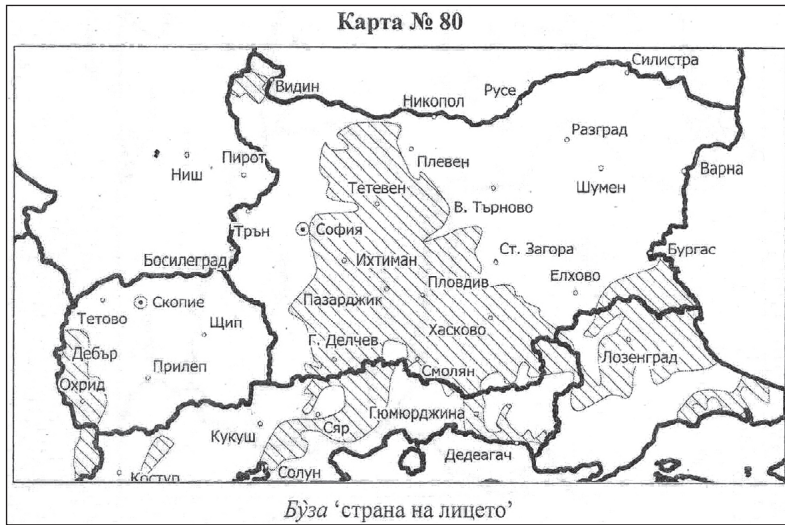 Карта № 80
Силистра
Видин
Русе
Никопол
Разград
Плевен
Пирот
Ниш
Варна
Шумен
Тетевен
В. Търново
Трън
София
Бургас
Босилеград
Ихтиман
Ст. Загора
Елхово
Пловдив
Пазарджик
Скопие
Тетово
Щип
Хасково
Дебър
Г. Делчев
Лозенград
Прилеп
Смолян
Охрид
Гюмюрджина
Кукуш
Сяр
Дедеагач
Солун
Костур
Бỳза ‘страна на лицето’